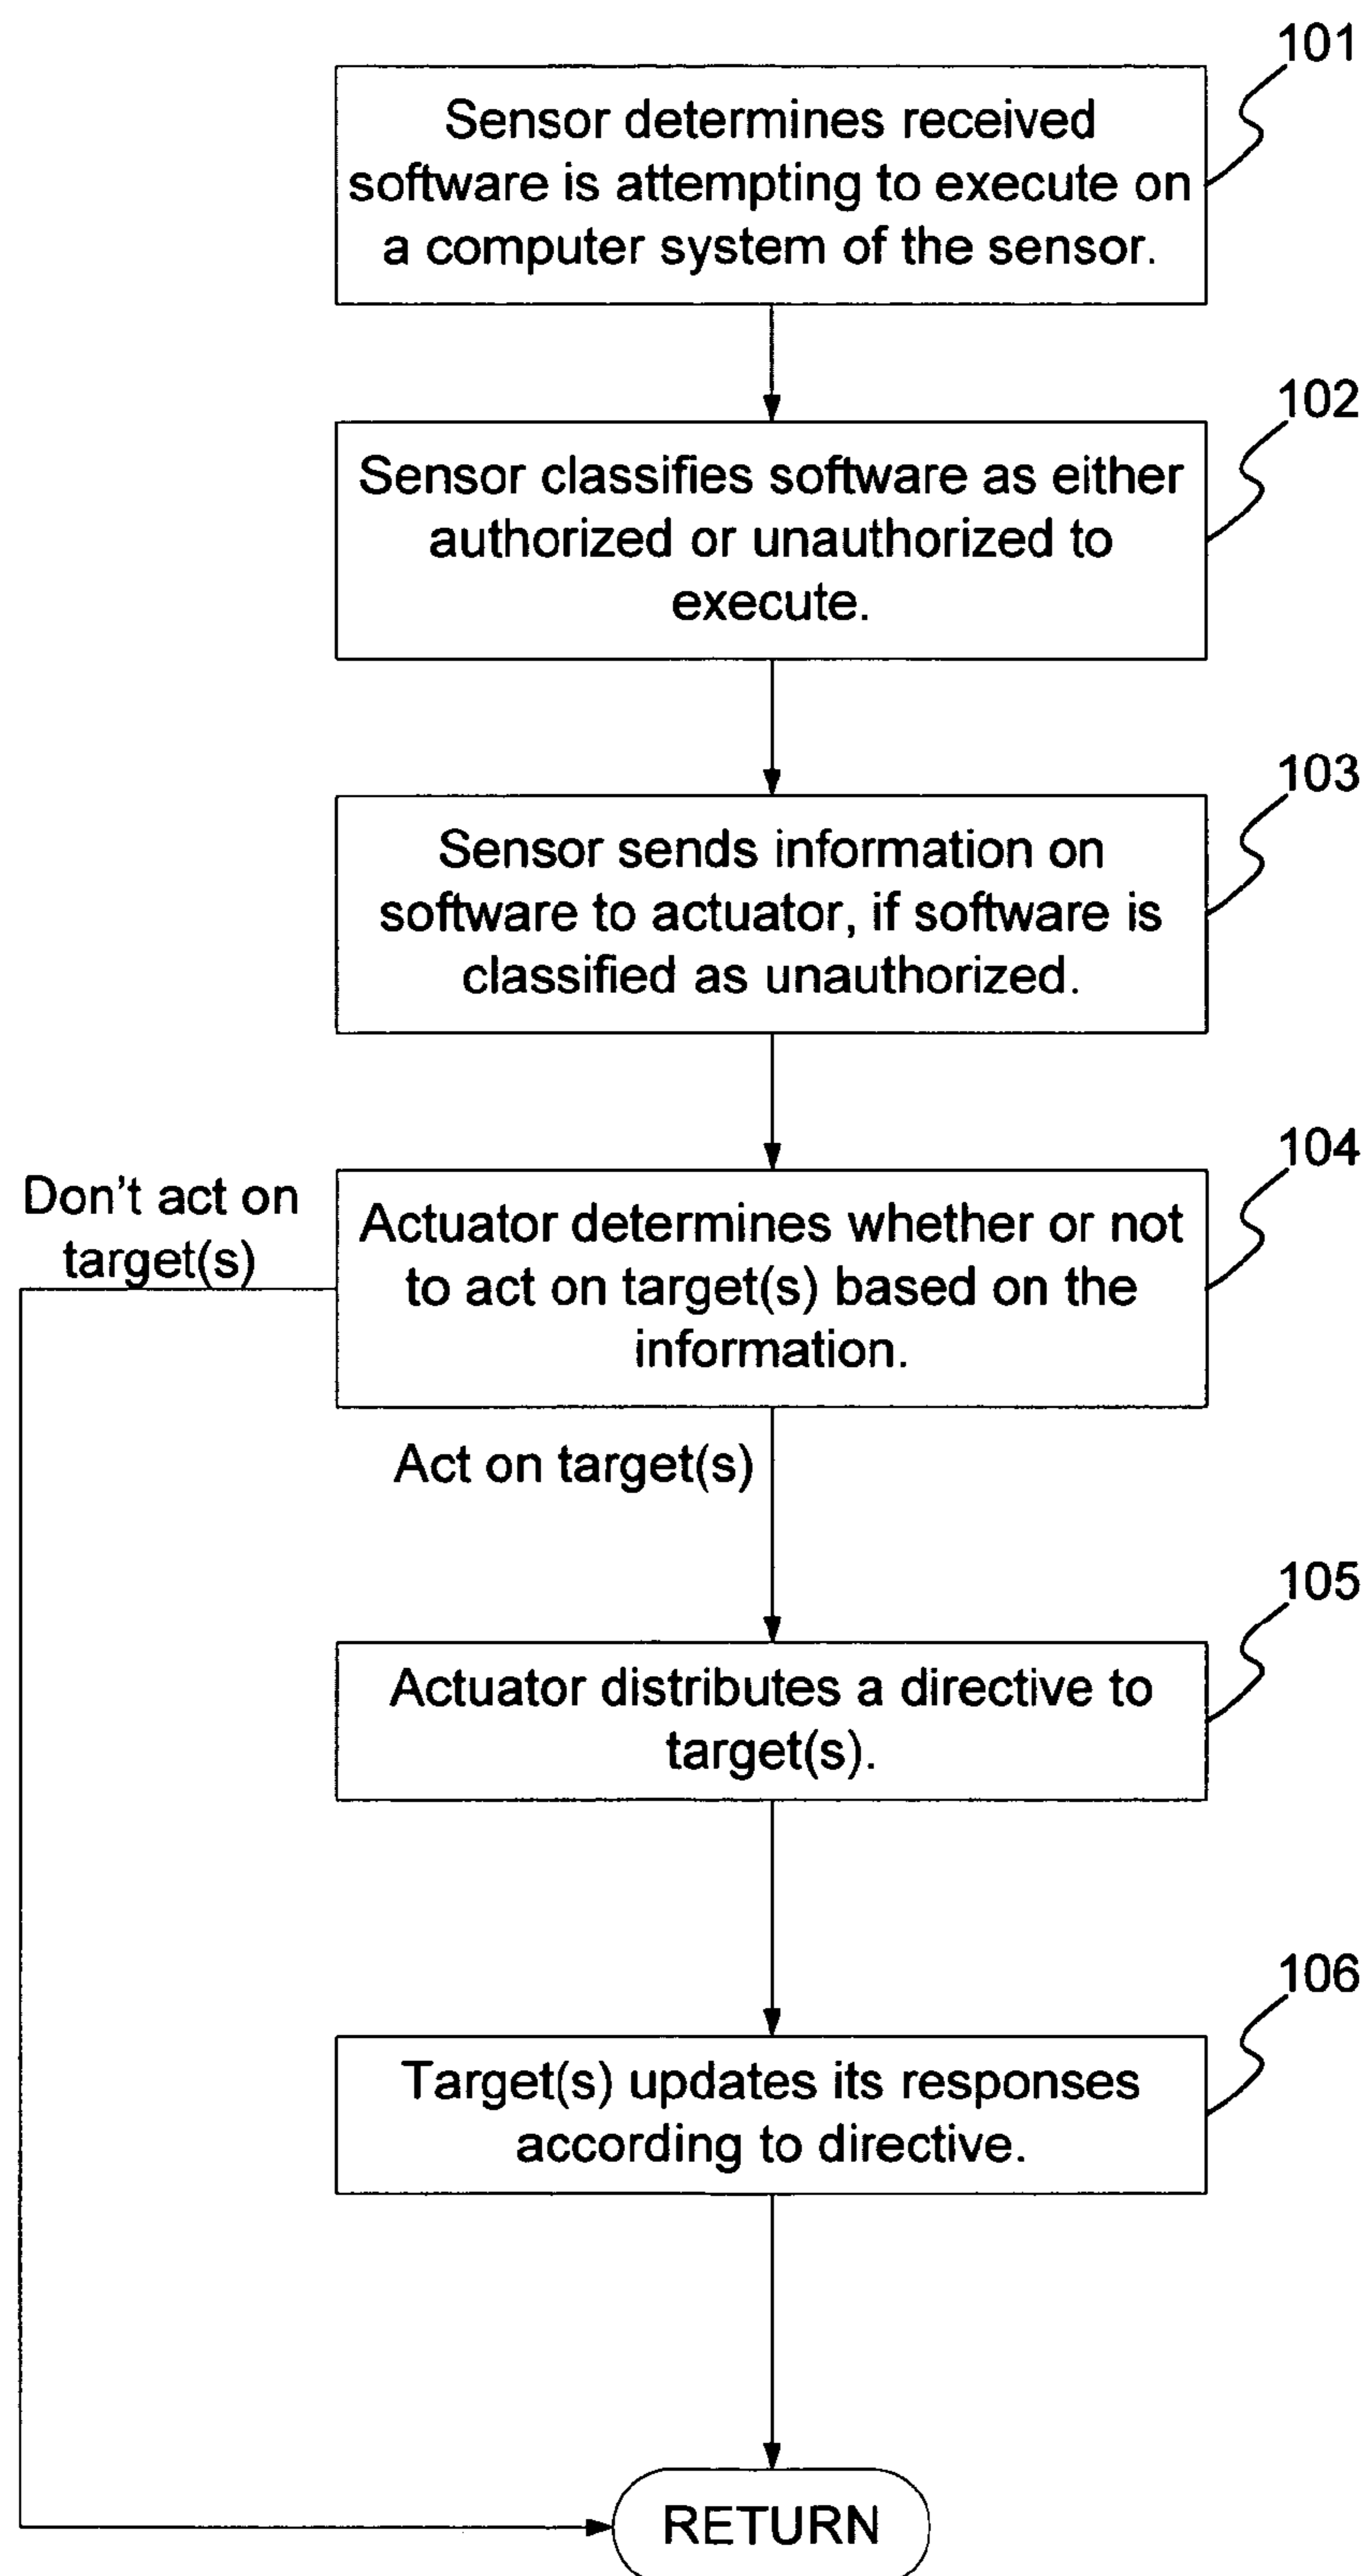 101
Sensor determines received
software is attempting to execute on
a computer system of the sensor.
102
Sensor classifies software as either
authorized or unauthorized to
execute.
103
Sensor sends information on
software to actuator, if software is
classified as unauthorized.
104
Don't act on
target(s)
Actuator determines whether or not
to act on target(s) based on the
information.
Act on target(s)
105
Actuator distributes a directive to
target(s).
106
Target(s) updates its responses
according to directive.
RETURN